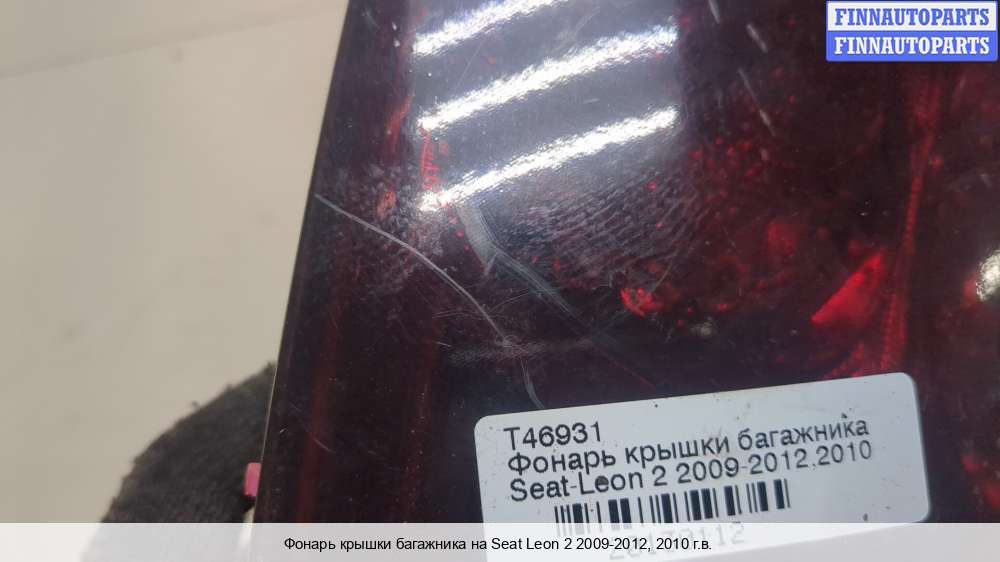 FINNAUTOPARTS
FINNAUTOPARTS
T46931
Фонарь крышки багажника
Seat-Leon 2 2009-2012,2010
Фонарь крышки багажника на Seat Leon 2 2009-2012, 2010 г.в.